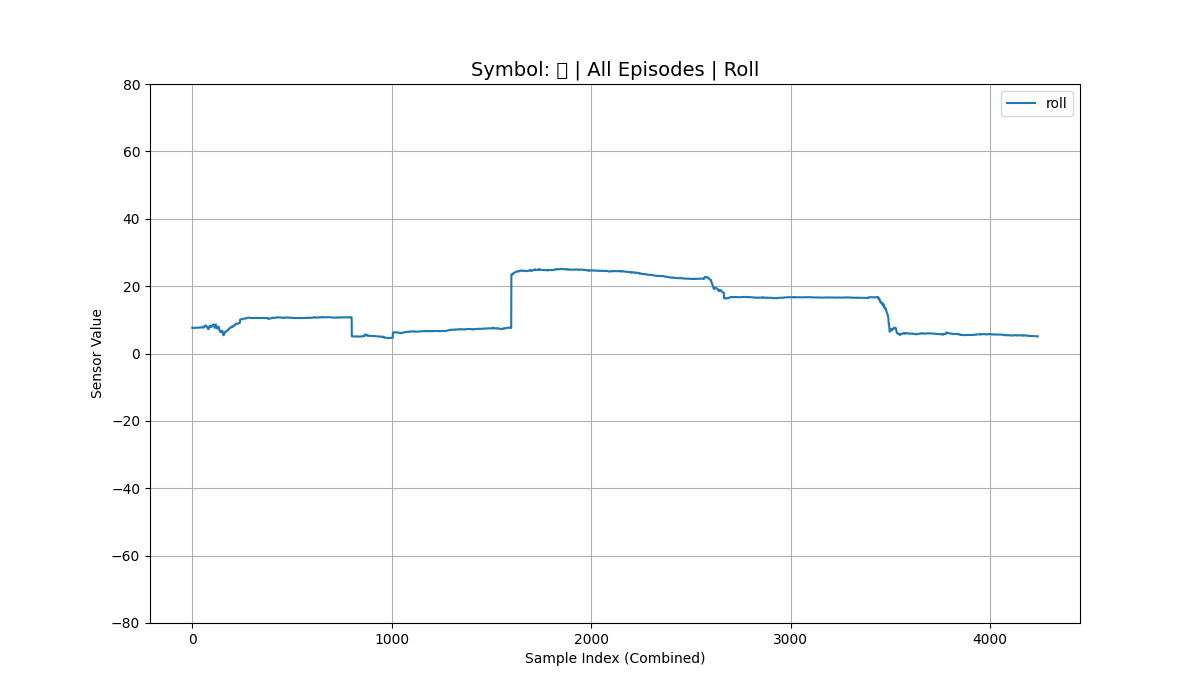 Symbol: ▯ | All Episodes | Roll
roll
Sensor Value
80
60
40
20
0
−20
−40
−60
−80
0 1000 2000 3000 4000
Sample Index (Combined)